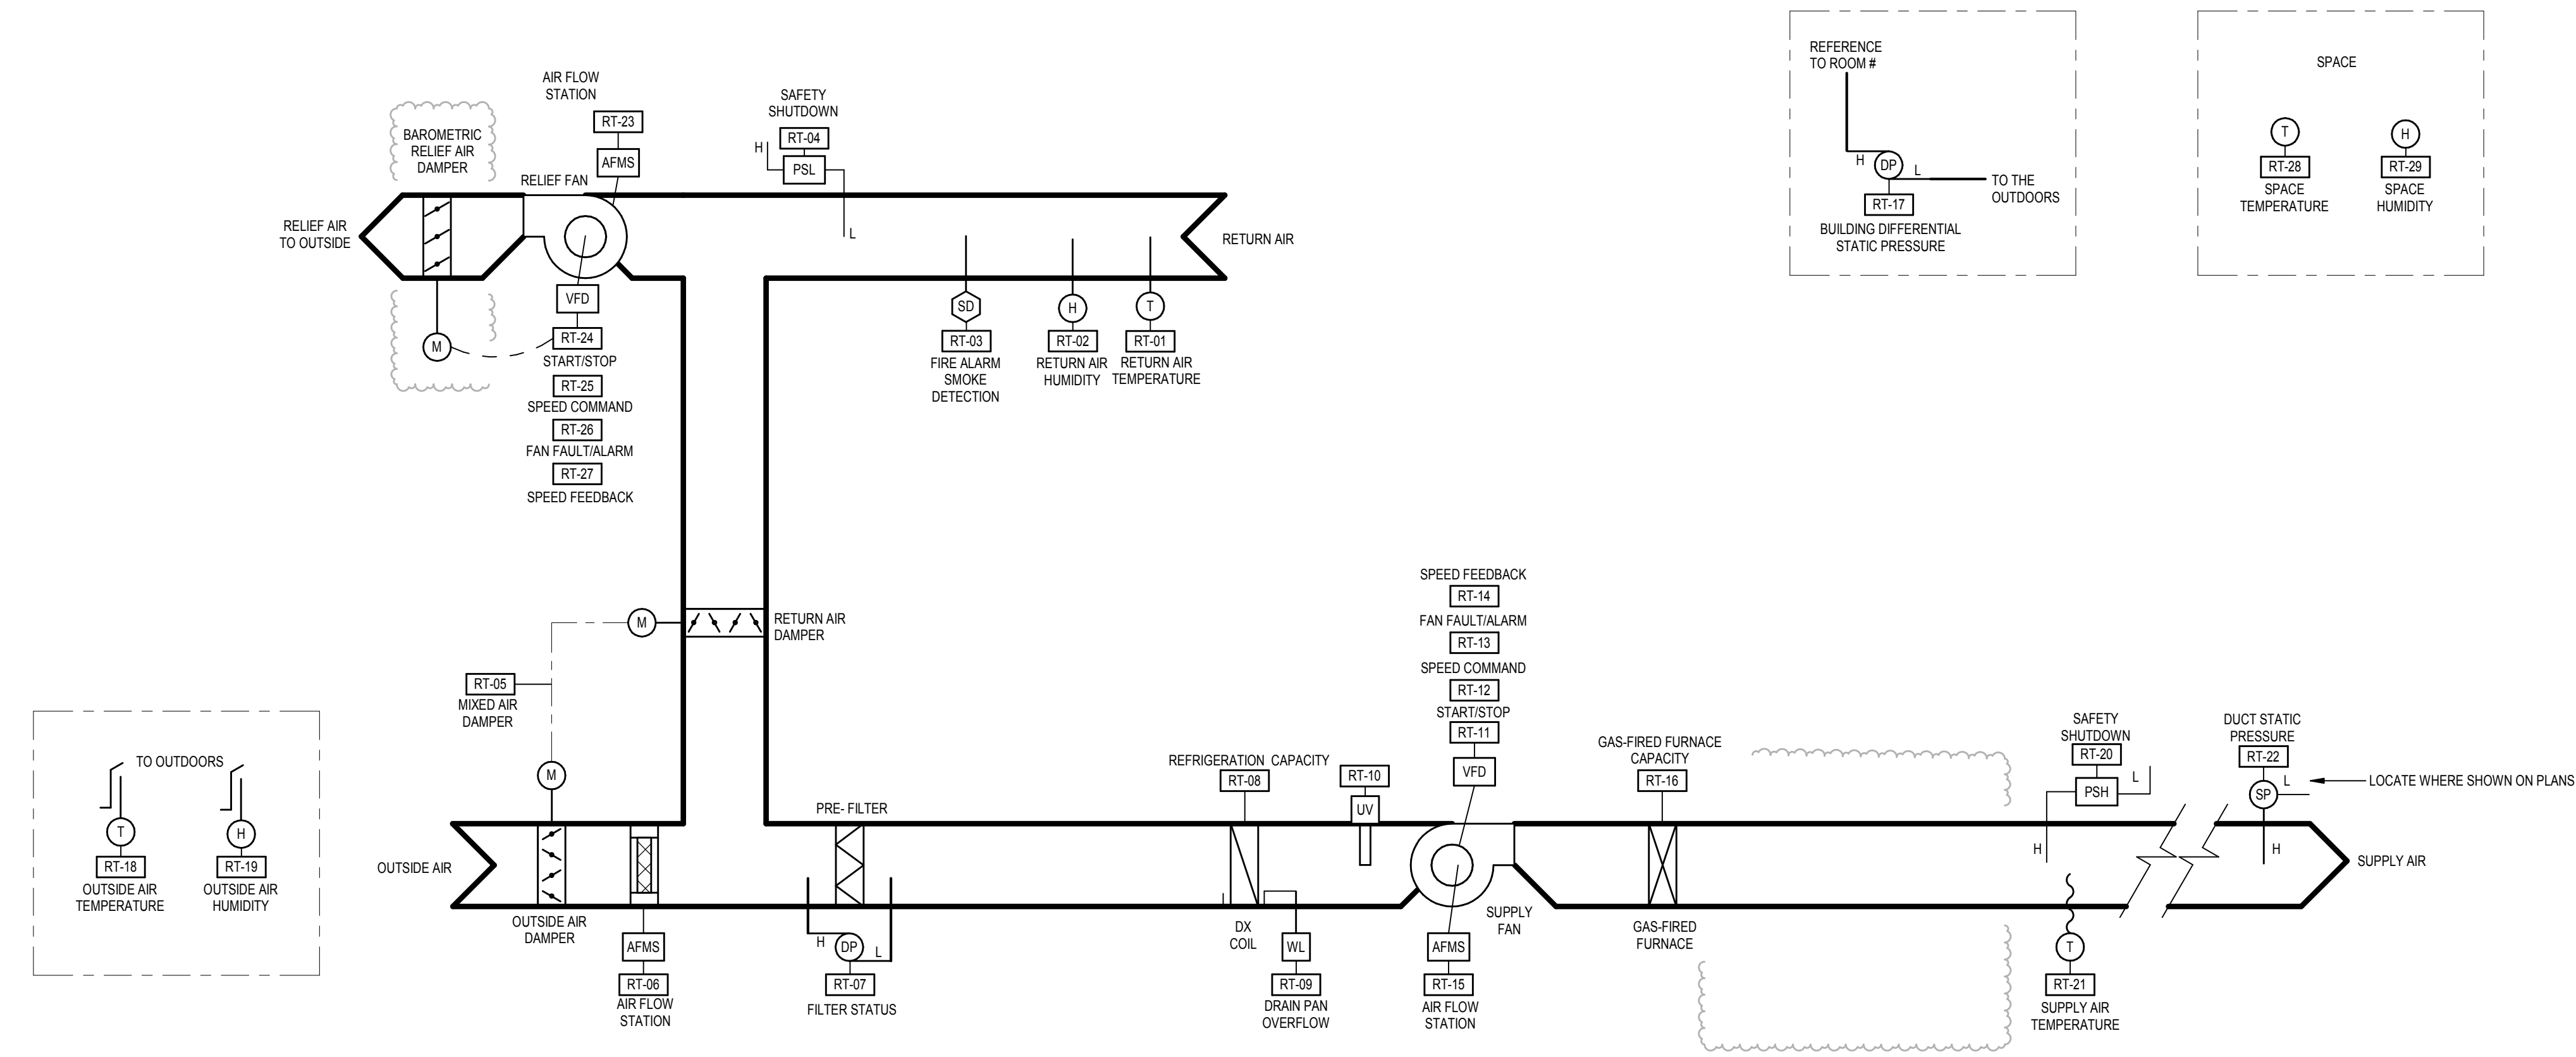 REFERENCE
TO ROOM #
H
DP
L
TO THE
OUTDOORS
RT-17
BUILDING DIFFERENTIAL
STATIC PRESSURE
SPACE
T
RT-28
SPACE
TEMPERATURE
H
RT-29
SPACE
HUMIDITY
BAROMETRIC
RELIEF AIR
DAMPER
AIR FLOW
STATION
RT-23
AFMS
RELIEF FAN
SAFETY
SHUTDOWN
RT-04
H
PSL
L
RELIEF AIR
TO OUTSIDE
RETURN AIR
M
VFD
RT-24
START/STOP
RT-25
SPEED COMMAND
RT-26
FAN FAULT/ALARM
RT-27
SPEED FEEDBACK
SD
RT-03
FIRE ALARM
SMOKE
DETECTION
H
RT-02
RETURN AIR
HUMIDITY
T
RT-01
RETURN AIR
TEMPERATURE
M
RETURN AIR
DAMPER
RT-05
MIXED AIR
DAMPER
M
TO OUTDOORS
T
RT-18
OUTSIDE AIR
TEMPERATURE
H
RT-19
OUTSIDE AIR
HUMIDITY
OUTSIDE AIR
OUTSIDE AIR
DAMPER
AFMS
RT-06
AIR FLOW
STATION
PRE- FILTER
H
DP
L
RT-07
FILTER STATUS
REFRIGERATION CAPACITY
RT-08
DX
COIL
WL
RT-09
DRAIN PAN
OVERFLOW
RT-10
UV
SPEED FEEDBACK
RT-14
FAN FAULT/ALARM
RT-13
SPEED COMMAND
RT-12
START/STOP
RT-11
VFD
SUPPLY
FAN
AFMS
RT-15
AIR FLOW
STATION
GAS-FIRED FURNACE
CAPACITY
RT-16
GAS-FIRED
FURNACE
SAFETY
SHUTDOWN
RT-20
PSH
L
H
T
RT-21
SUPPLY AIR
TEMPERATURE
DUCT STATIC
PRESSURE
RT-22
SP
L
H
LOCATE WHERE SHOWN ON PLANS
SUPPLY AIR